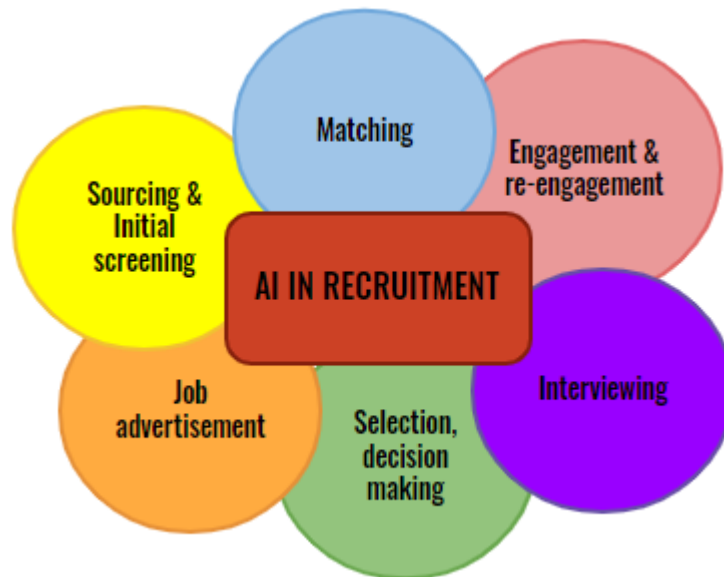 Matching
Engagement &
re-engagement
Sourcing &
Initial
screening
AI IN RECRUITMENT
Interviewing
Job
advertisement
Selection,
decision
making